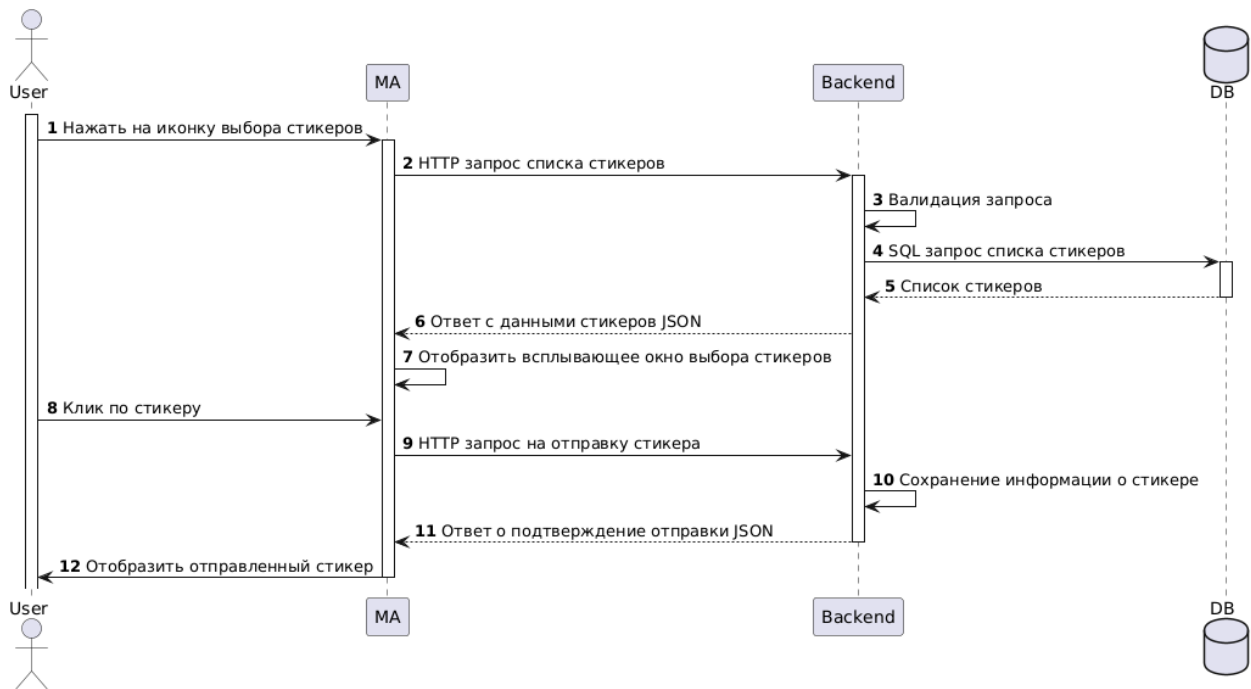 User
MA
Backend
DB
1 Нажать на иконку выбора стикеров
2 HTTP запрос списка стикеров
3 Валидация запроса
4 SQL запрос списка стикеров
5 Список стикеров
6 Ответ с данными стикеров JSON
7 Отобразить всплывающее окно выбора стикеров
8 Клик по стикеру
9 HTTP запрос на отправку стикера
10 Сохранение информации о стикере
11 Ответ о подтверждение отправки JSON
12 Отобразить отправленный стикер
User
MA
Backend
DB